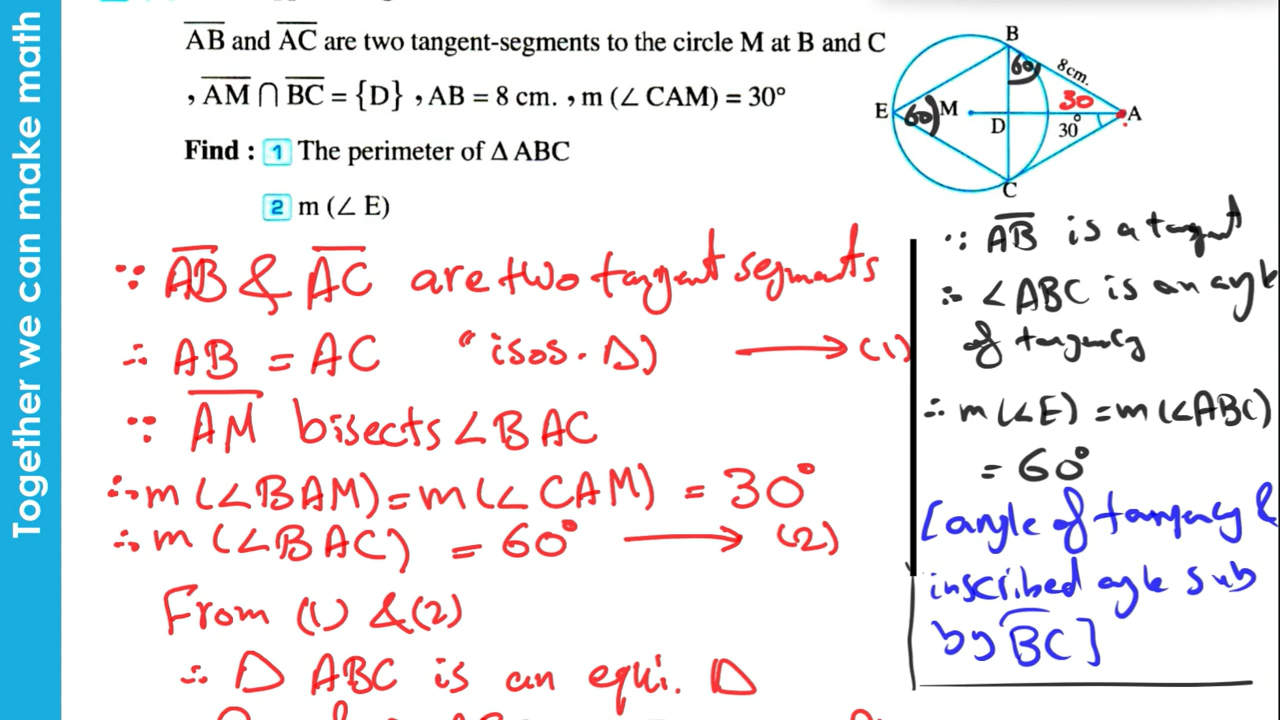 Together we can make math
AB and AC are two tangent-segments to the circle M at B and C
, AM ∩ BC = {D} , AB = 8 cm. , m (∠ CAM) = 30°
Find : 1 The perimeter of Δ ABC
2 m (∠ E)
B
60
8cm.
30
E
60
M
D
30°
A
C
∵ AB & AC are two tangent segments
∴ AB = AC "isos. Δ) → (1)
∵ AM bisects ∠BAC
∴ m (∠BAM) = m (∠CAM) = 30°
∴ m (∠BAC) = 60° → (2)
From (1) & (2)
∴ Δ ABC is an equi. Δ
∵ AB is a tangent
∴ ∠ABC is an angle
of tangency
∴ m (∠E) = m (∠ABC)
= 60°
[angle of tangency &
inscribed angle sub
by BC]